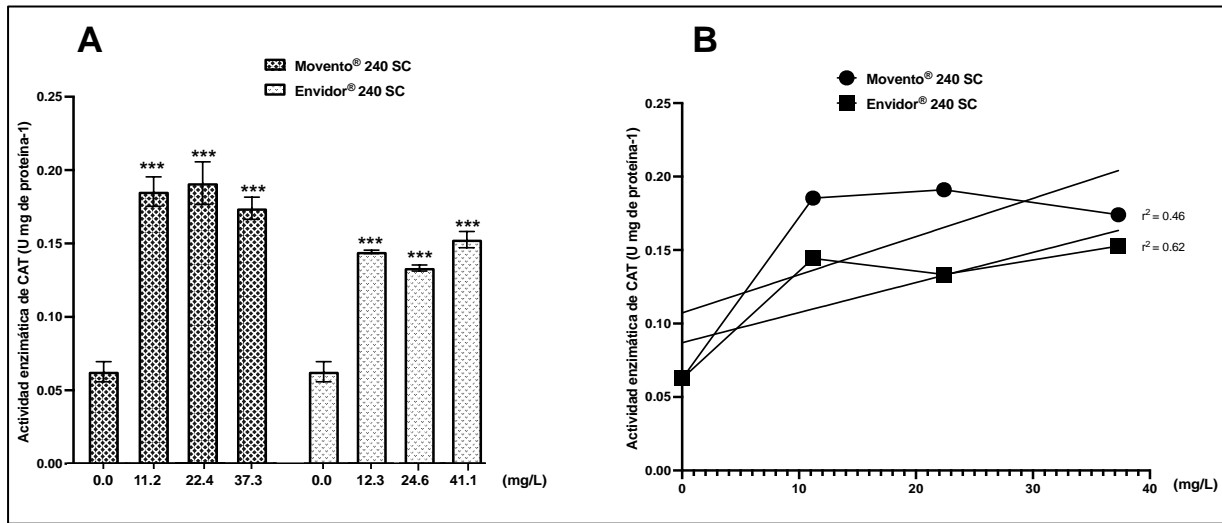 A
Movento® 240 SC
Envidor® 240 SC
Actividad enzimática de CAT (U mg de proteína-1)
0.25
0.20
0.15
0.10
0.05
0.00
***
***
***
***
***
***
0.0 11.2 22.4 37.3 0.0 12.3 24.6 41.1 (mg/L)
B
Movento® 240 SC
Envidor® 240 SC
Actividad enzimática de CAT (U mg de proteína-1)
0.25
0.20
0.15
0.10
0.05
0.00
r² = 0.46
r² = 0.62
0 10 20 30 40 (mg/L)